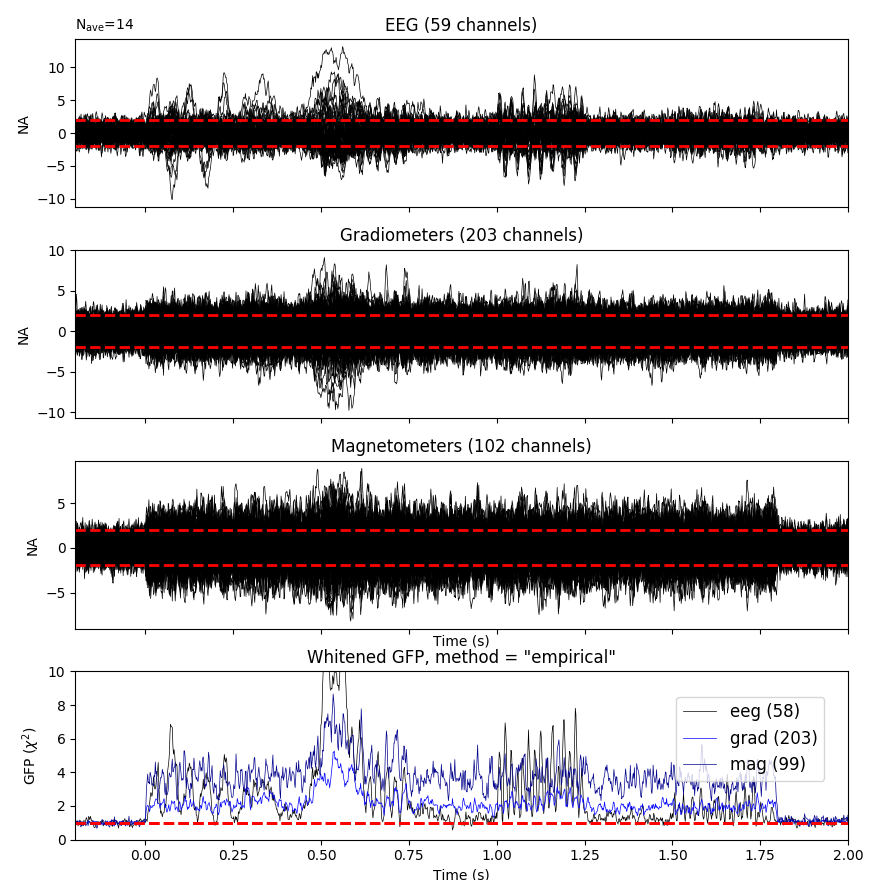 N_ave=14
EEG (59 channels)
10
5
0
−5
−10
NA
Gradiometers (203 channels)
10
5
0
−5
−10
NA
Magnetometers (102 channels)
5
0
−5
NA
Time (s)
Whitened GFP, method = "empirical"
10
8
6
4
2
0
GFP (χ²)
eeg (58)
grad (203)
mag (99)
0.00 0.25 0.50 0.75 1.00 1.25 1.50 1.75 2.00
Time (s)